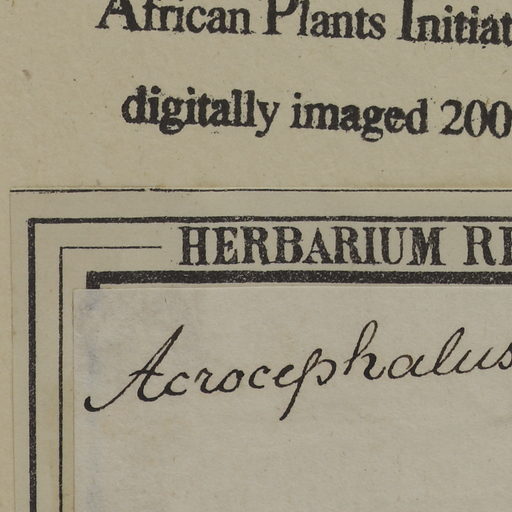 African Plants Initiat
digitally imaged 200
HERBARIUM RE
Acrocephalus